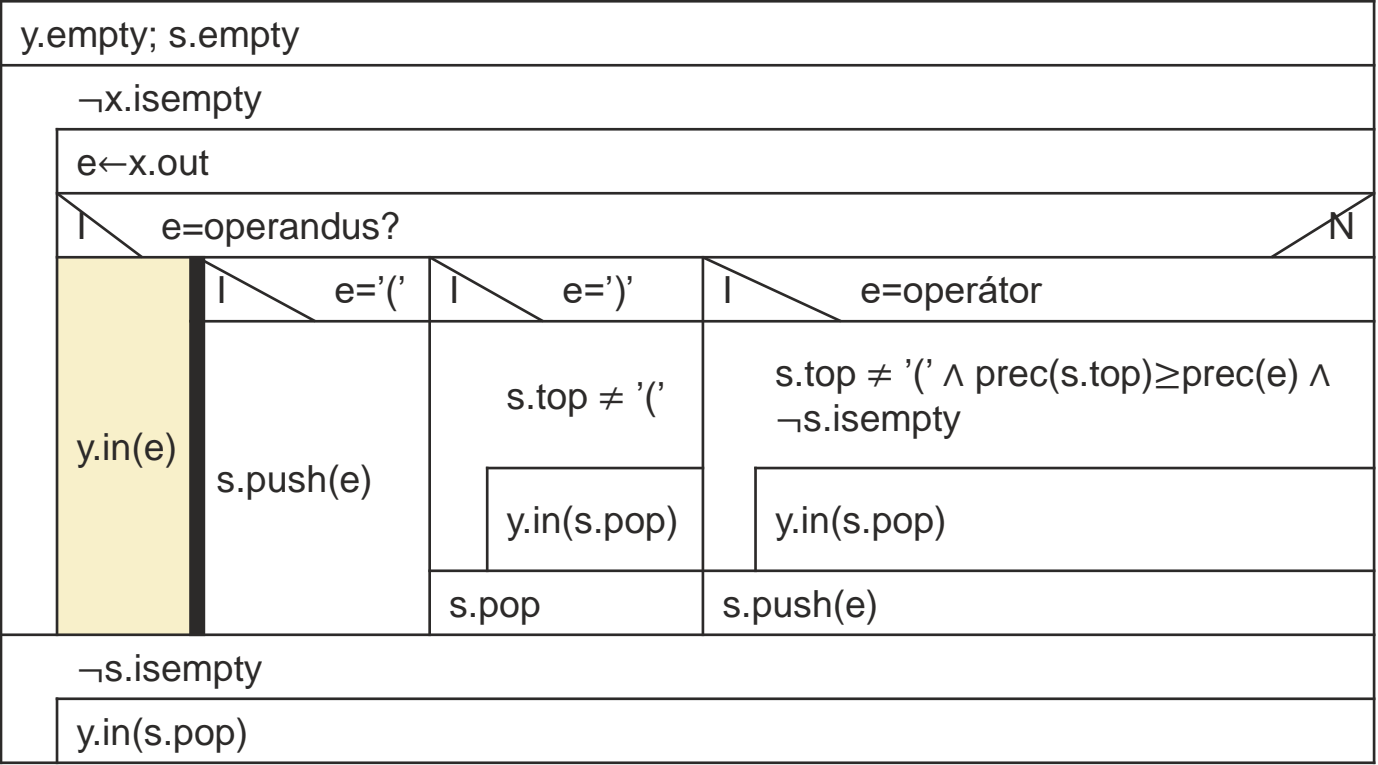 y.empty; s.empty
¬x.isempty
e←x.out
I e=operandus? N
y.in(e)
I e=’(’
s.push(e)
I e=’)’
s.top ≠ ’(’
y.in(s.pop)
s.pop
I e=operátor
s.top ≠ ’(’ ∧ prec(s.top)≥prec(e) ∧
¬s.isempty
y.in(s.pop)
s.push(e)
¬s.isempty
y.in(s.pop)